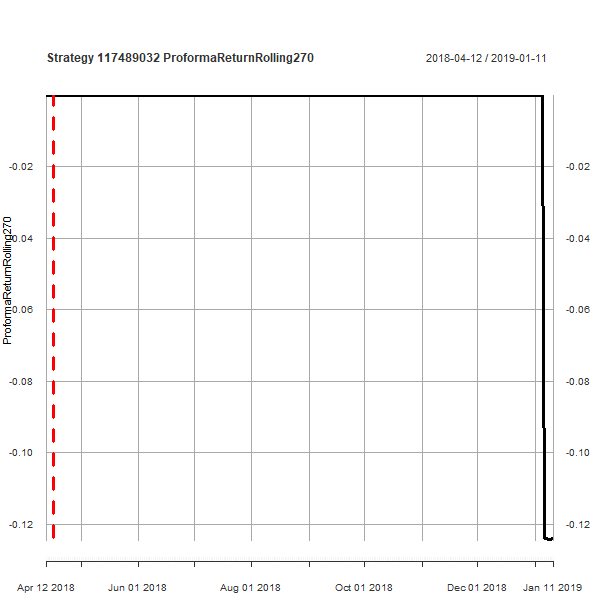 Strategy 117489032 ProformaReturnRolling270
2018-04-12 / 2019-01-11
ProformaReturnRolling270
-0.02 -0.02
-0.04 -0.04
-0.06 -0.06
-0.08 -0.08
-0.10 -0.10
-0.12 -0.12
Apr 12 2018 Jun 01 2018 Aug 01 2018 Oct 01 2018 Dec 01 2018 Jan 11 2019